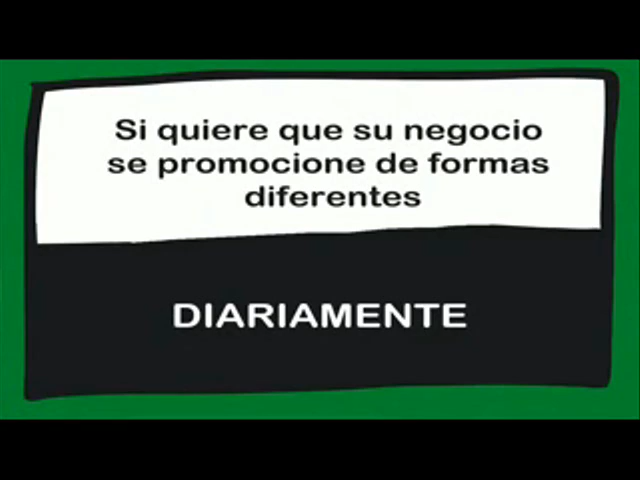 Si quiere que su negocio
se promocione de formas
diferentes
DIARIAMENTE